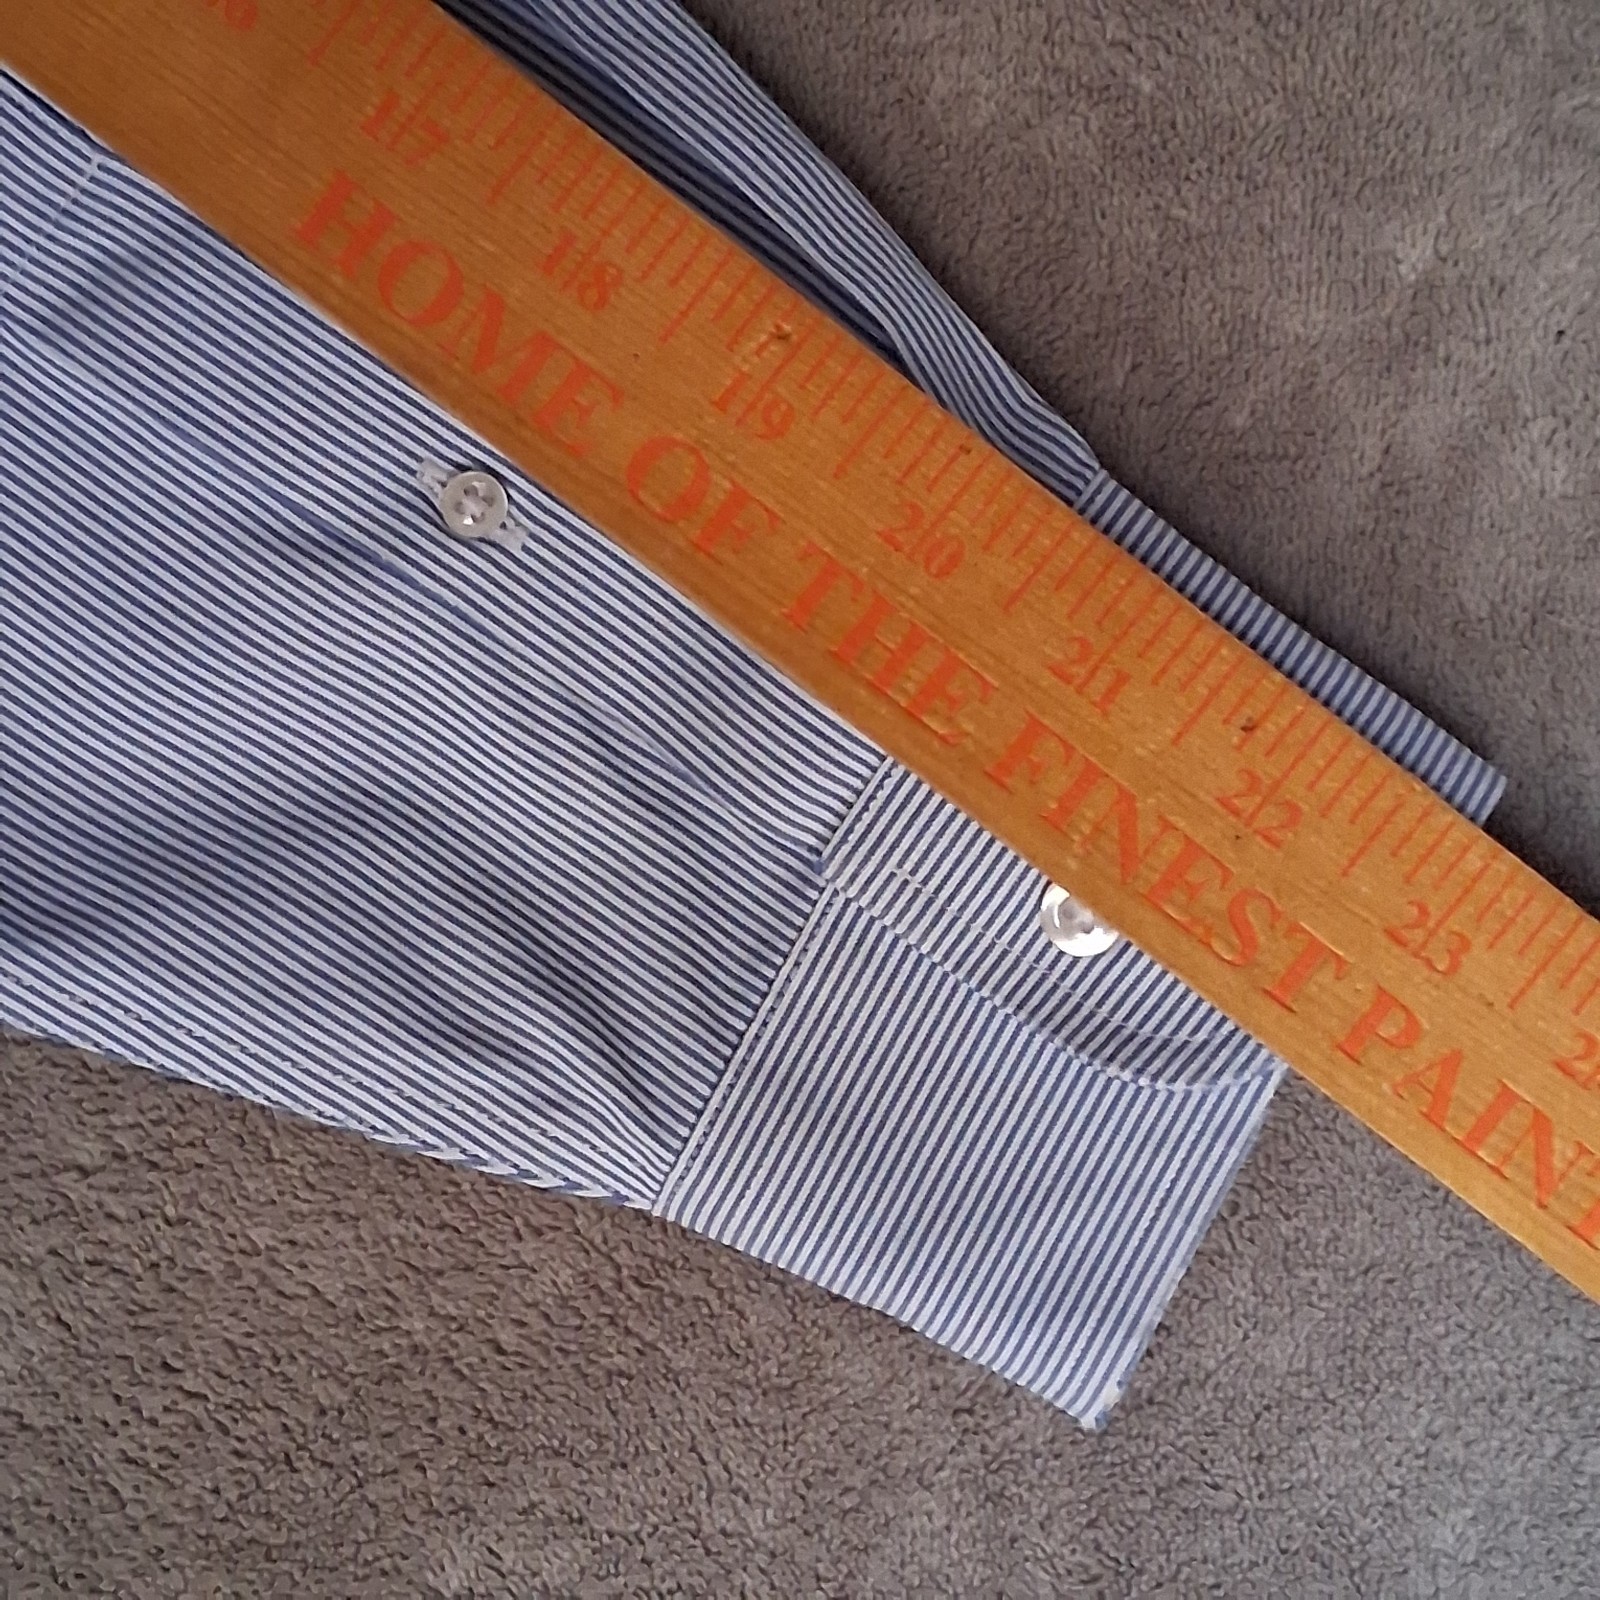 17 18 19 20 21 22 23
HOME OF THE FINEST PAIN